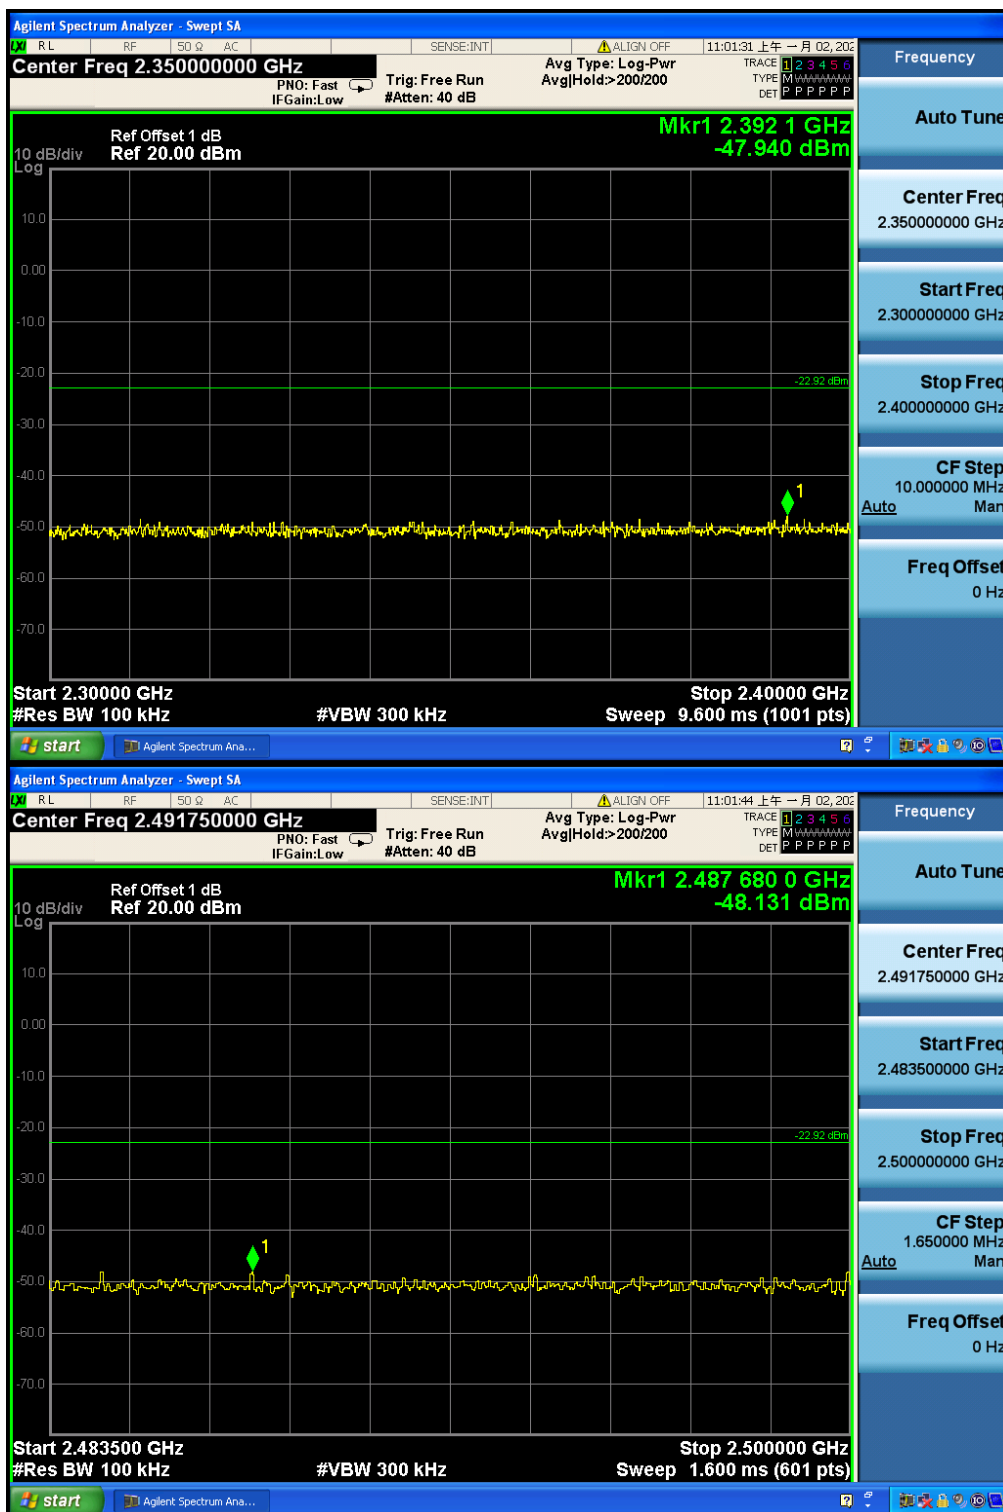 Agilent Spectrum Analyzer - Swept SA
LXI RL RF 50 Ω AC SENSE:INT ALIGN OFF 11:01:31 上午 一月 02, 202
Center Freq 2.350000000 GHz
PNO: Fast
IFGain:Low
Trig: Free Run
#Atten: 40 dB
Avg Type: Log-Pwr
Avg|Hold:>200/200
TRACE 1 2 3 4 5 6
TYPE M
DET P P P P P P
Mkr1 2.392 1 GHz
-47.940 dBm
Ref Offset 1 dB
10 dB/div Ref 20.00 dBm
Log
10.0
0.00
-10.0
-20.0
-22.92 dBm
-30.0
-40.0
1
-50.0
-60.0
-70.0
Start 2.30000 GHz Stop 2.40000 GHz
#Res BW 100 kHz #VBW 300 kHz Sweep 9.600 ms (1001 pts)
Frequency
Auto Tune
Center Freq
2.350000000 GHz
Start Freq
2.300000000 GHz
Stop Freq
2.400000000 GHz
CF Step
10.000000 MHz
Auto Man
Freq Offset
0 Hz
start Agilent Spectrum Ana...
Agilent Spectrum Analyzer - Swept SA
LXI RL RF 50 Ω AC SENSE:INT ALIGN OFF 11:01:44 上午 一月 02, 202
Center Freq 2.491750000 GHz
PNO: Fast
IFGain:Low
Trig: Free Run
#Atten: 40 dB
Avg Type: Log-Pwr
Avg|Hold:>200/200
TRACE 1 2 3 4 5 6
TYPE M
DET P P P P P P
Mkr1 2.487 680 0 GHz
-48.131 dBm
Ref Offset 1 dB
10 dB/div Ref 20.00 dBm
Log
10.0
0.00
-10.0
-20.0
-22.92 dBm
-30.0
-40.0
1
-50.0
-60.0
-70.0
Start 2.483500 GHz Stop 2.500000 GHz
#Res BW 100 kHz #VBW 300 kHz Sweep 1.600 ms (601 pts)
Frequency
Auto Tune
Center Freq
2.491750000 GHz
Start Freq
2.483500000 GHz
Stop Freq
2.500000000 GHz
CF Step
1.650000 MHz
Auto Man
Freq Offset
0 Hz
start Agilent Spectrum Ana...